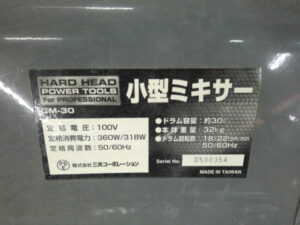 HARD HEAD
POWER TOOLS
For PROFESSIONAL
小型ミキサー
CM-30
定格電圧：100V
定格消費電力：360W/318W
定格周波数：50/60Hz
●ドラム容量：約30ℓ
●本体重量：32kg
●ドラム回転数：18/22rpm/min
50/60Hz
Serial No. 0500354
株式会社 三共コーポレーション
MADE IN TAIWAN